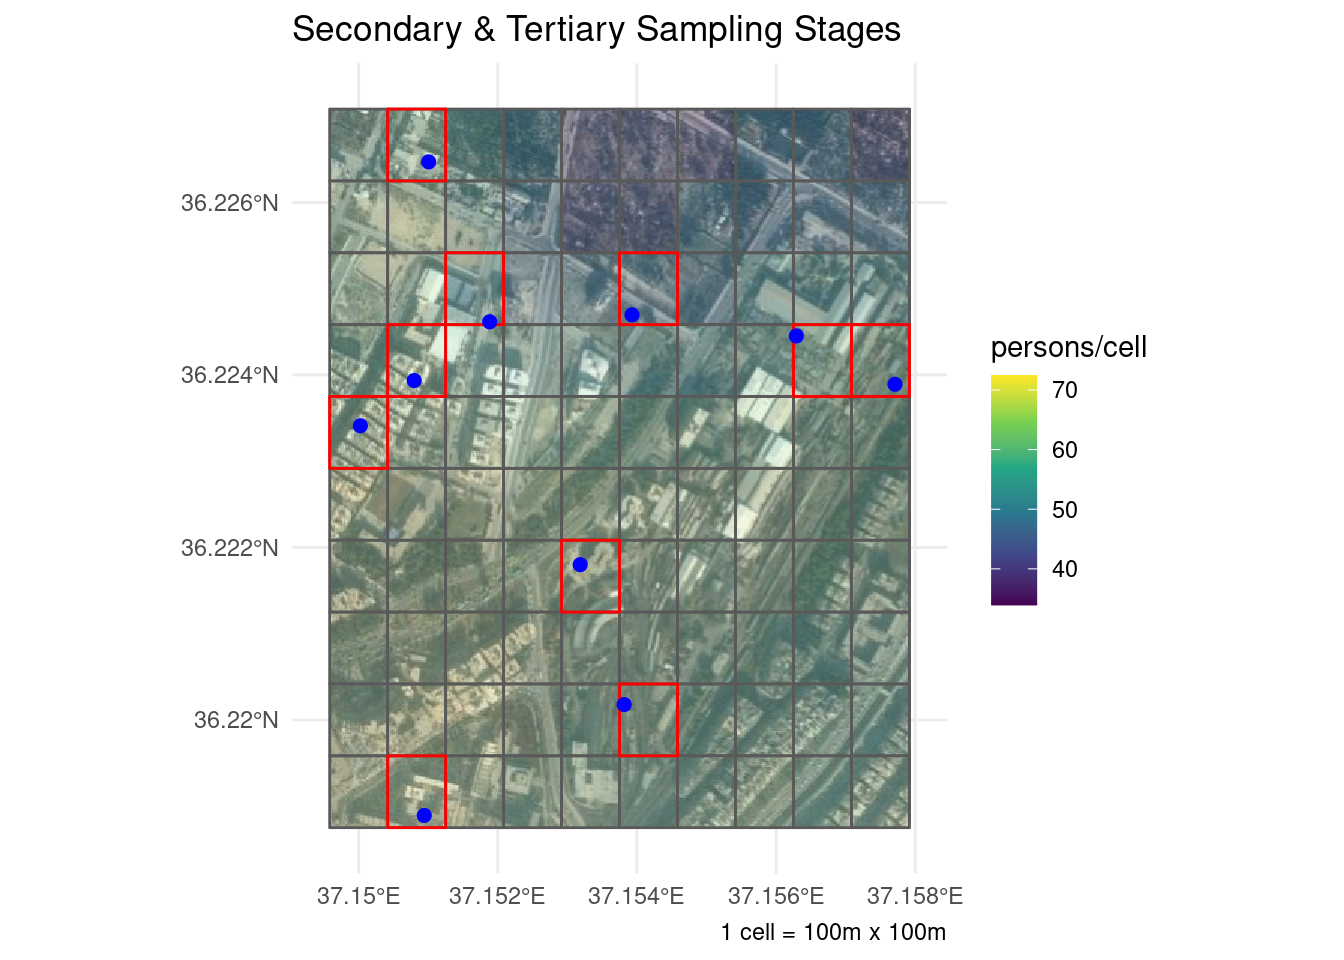 Secondary & Tertiary Sampling Stages
36.226°N
36.224°N
36.222°N
36.22°N
37.15°E
37.152°E
37.154°E
37.156°E
37.158°E
1 cell = 100m x 100m
persons/cell
70
60
50
40